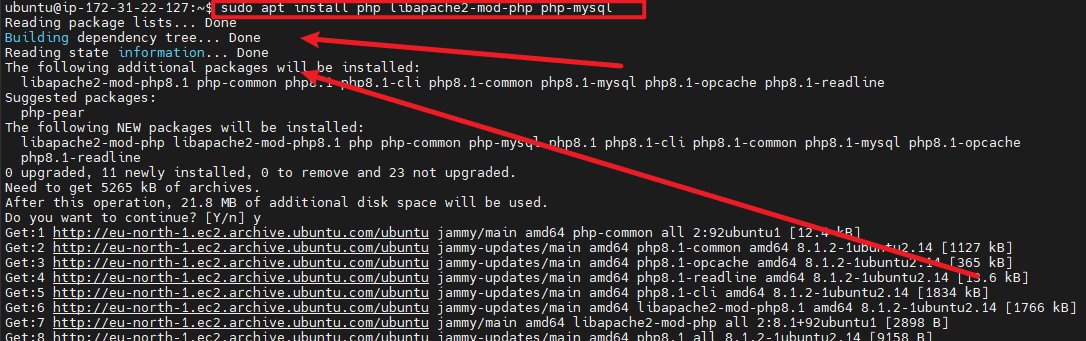 ubuntu@ip-172-31-22-127:~$ sudo apt install php libapache2-mod-php php-mysql
Reading package lists... Done
Building dependency tree... Done
Reading state information... Done
The following additional packages will be installed:
  libapache2-mod-php8.1 php-common php8.1 php8.1-cli php8.1-common php8.1-mysql php8.1-opcache php8.1-readline
Suggested packages:
  php-pear
The following NEW packages will be installed:
  libapache2-mod-php libapache2-mod-php8.1 php php-common php-mysql php8.1 php8.1-cli php8.1-common php8.1-mysql php8.1-opcache
  php8.1-readline
0 upgraded, 11 newly installed, 0 to remove and 23 not upgraded.
Need to get 5265 kB of archives.
After this operation, 21.8 MB of additional disk space will be used.
Do you want to continue? [Y/n] y
Get:1 http://eu-north-1.ec2.archive.ubuntu.com/ubuntu jammy/main amd64 php-common all 2:92ubuntu1 [12.4 kB]
Get:2 http://eu-north-1.ec2.archive.ubuntu.com/ubuntu jammy-updates/main amd64 php8.1-common amd64 8.1.2-1ubuntu2.14 [1127 kB]
Get:3 http://eu-north-1.ec2.archive.ubuntu.com/ubuntu jammy-updates/main amd64 php8.1-opcache amd64 8.1.2-1ubuntu2.14 [365 kB]
Get:4 http://eu-north-1.ec2.archive.ubuntu.com/ubuntu jammy-updates/main amd64 php8.1-readline amd64 8.1.2-1ubuntu2.14 [13.6 kB]
Get:5 http://eu-north-1.ec2.archive.ubuntu.com/ubuntu jammy-updates/main amd64 php8.1-cli amd64 8.1.2-1ubuntu2.14 [1834 kB]
Get:6 http://eu-north-1.ec2.archive.ubuntu.com/ubuntu jammy-updates/main amd64 libapache2-mod-php8.1 amd64 8.1.2-1ubuntu2.14 [1766 kB]
Get:7 http://eu-north-1.ec2.archive.ubuntu.com/ubuntu jammy/main amd64 libapache2-mod-php all 2:8.1+92ubuntu1 [2898 B]
Get:8 http://eu-north-1.ec2.archive.ubuntu.com/ubuntu jammy-updates/main amd64 php8.1 all 8.1.2-1ubuntu2.14 [9158 B]